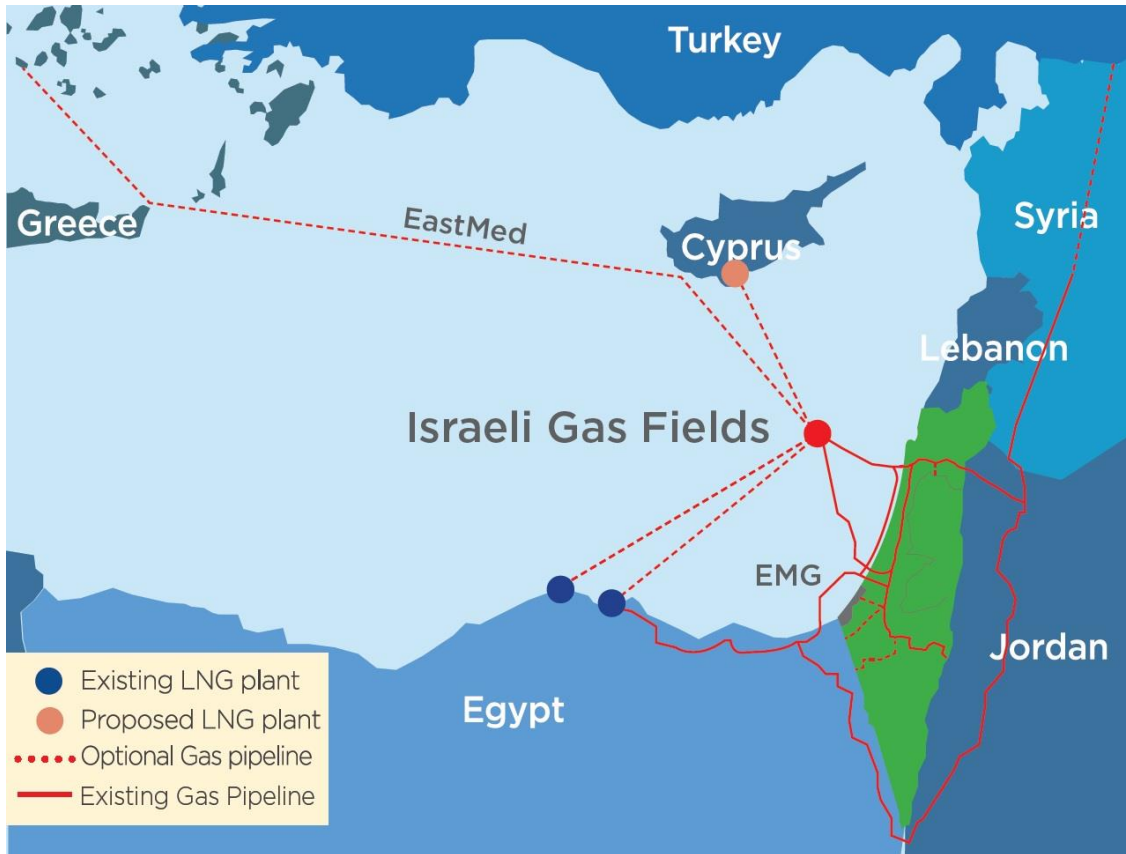 Turkey
Greece
EastMed
Cyprus
Syria
Lebanon
Israeli Gas Fields
EMG
Jordan
Egypt
Existing LNG plant
Proposed LNG plant
Optional Gas pipeline
Existing Gas Pipeline